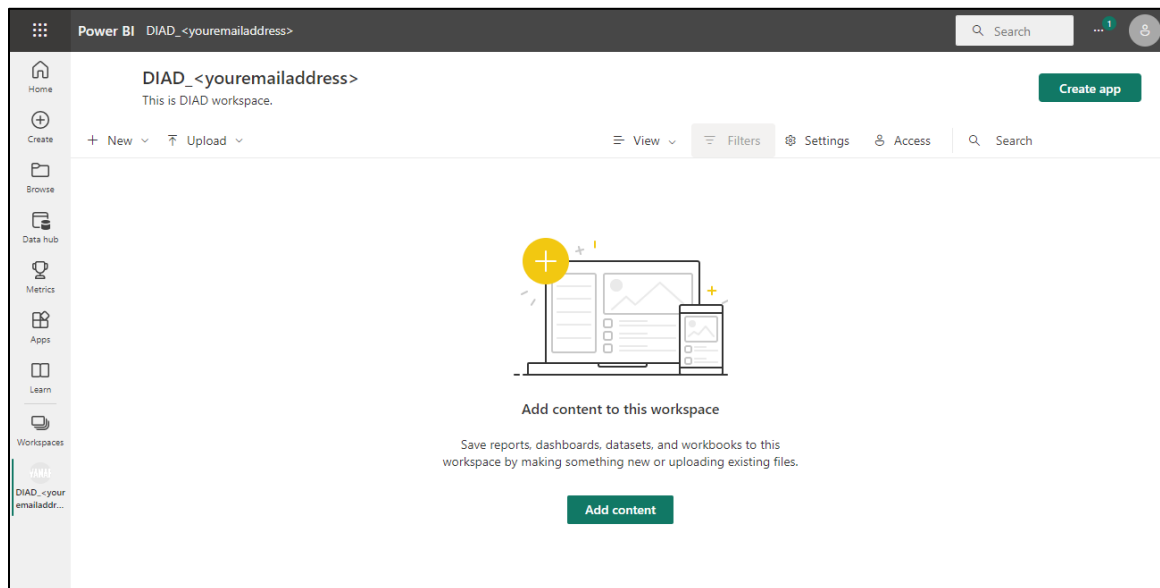 Power BI DIAD_<youremailaddress>
Search
...
1
Home
Create
Browse
Data hub
Metrics
Apps
Learn
Workspaces
DIAD_<your
emailaddr...
DIAD_<youremailaddress>
This is DIAD workspace.
Create app
New
Upload
View
Filters
Settings
Access
Search
Add content to this workspace
Save reports, dashboards, datasets, and workbooks to this
workspace by making something new or uploading existing files.
Add content